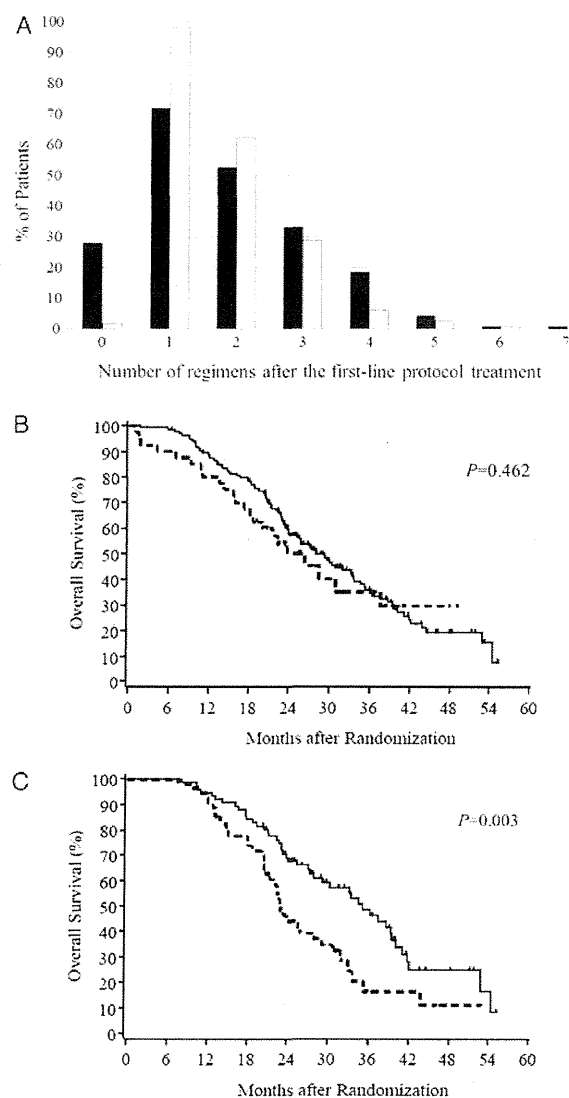 A
% of Patients
100
90
80
70
60
50
40
30
20
10
0
0 1 2 3 4 5 6 7
Number of regimens after the first-line protocol treatment
B
Overall Survival (%)
100
90
80
70
60
50
40
30
20
10
0
P=0.462
0 6 12 18 24 30 36 42 48 54 60
Months after Randomization
C
Overall Survival (%)
100
90
80
70
60
50
40
30
20
10
0
P=0.003
0 6 12 18 24 30 36 42 48 54 60
Months after Randomization